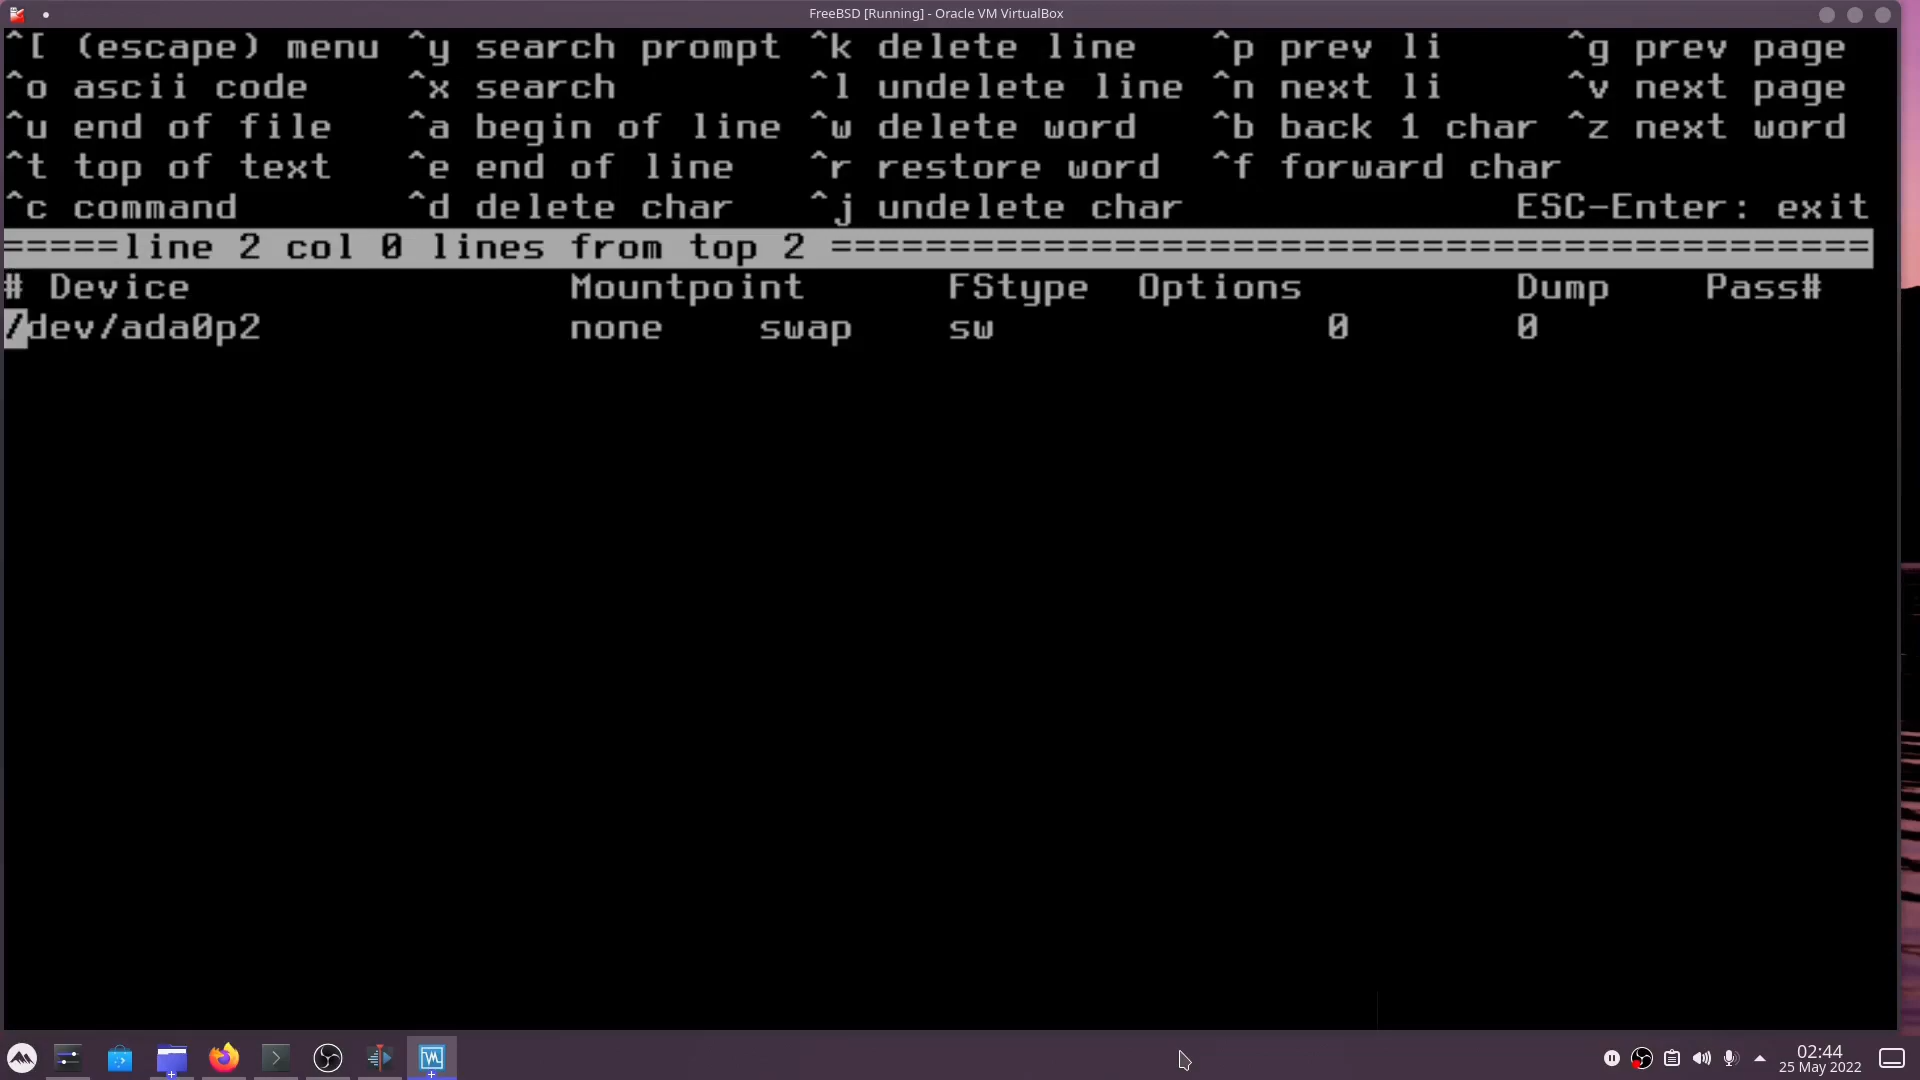 FreeBSD [Running] - Oracle VM VirtualBox
^[ (escape) menu ^y search prompt ^k delete line ^p prev li ^g prev page
^o ascii code ^x search ^l undelete line ^n next li ^v next page
^u end of file ^a begin of line ^w delete word ^b back 1 char ^z next word
^t top of text ^e end of line ^r restore word ^f forward char
^c command ^d delete char ^j undelete char ESC-Enter: exit
=====line 2 col 0 lines from top 2 ============================================
# Device Mountpoint FStype Options Dump Pass#
/dev/ada0p2 none swap sw 0 0
02:44
25 May 2022